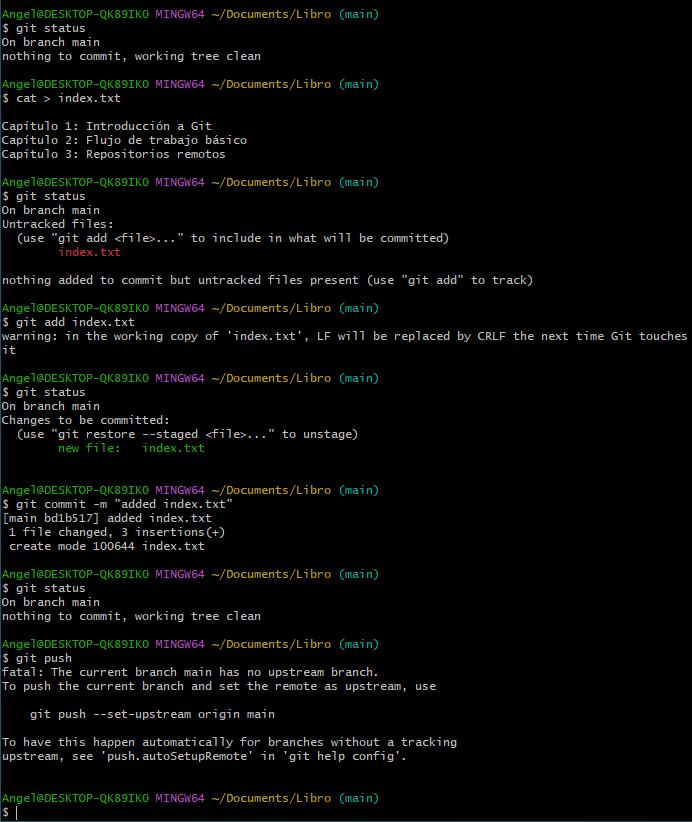 Angel@DESKTOP-QK89IKO MINGW64 ~/Documents/Libro (main)
$ git status
On branch main
nothing to commit, working tree clean
Angel@DESKTOP-QK89IKO MINGW64 ~/Documents/Libro (main)
$ cat > index.txt
Capítulo 1: Introducción a Git
Capítulo 2: Flujo de trabajo básico
Capítulo 3: Repositorios remotos
Angel@DESKTOP-QK89IKO MINGW64 ~/Documents/Libro (main)
$ git status
On branch main
Untracked files:
  (use "git add <file>..." to include in what will be committed)
        index.txt
nothing added to commit but untracked files present (use "git add" to track)
Angel@DESKTOP-QK89IKO MINGW64 ~/Documents/Libro (main)
$ git add index.txt
warning: in the working copy of 'index.txt', LF will be replaced by CRLF the next time Git touches
it
Angel@DESKTOP-QK89IKO MINGW64 ~/Documents/Libro (main)
$ git status
On branch main
Changes to be committed:
  (use "git restore --staged <file>..." to unstage)
        new file:   index.txt
Angel@DESKTOP-QK89IKO MINGW64 ~/Documents/Libro (main)
$ git commit -m "added index.txt"
[main bd1b517] added index.txt
 1 file changed, 3 insertions(+)
 create mode 100644 index.txt
Angel@DESKTOP-QK89IKO MINGW64 ~/Documents/Libro (main)
$ git status
On branch main
nothing to commit, working tree clean
Angel@DESKTOP-QK89IKO MINGW64 ~/Documents/Libro (main)
$ git push
fatal: The current branch main has no upstream branch.
To push the current branch and set the remote as upstream, use
    git push --set-upstream origin main
To have this happen automatically for branches without a tracking
upstream, see 'push.autoSetupRemote' in 'git help config'.
Angel@DESKTOP-QK89IKO MINGW64 ~/Documents/Libro (main)
$